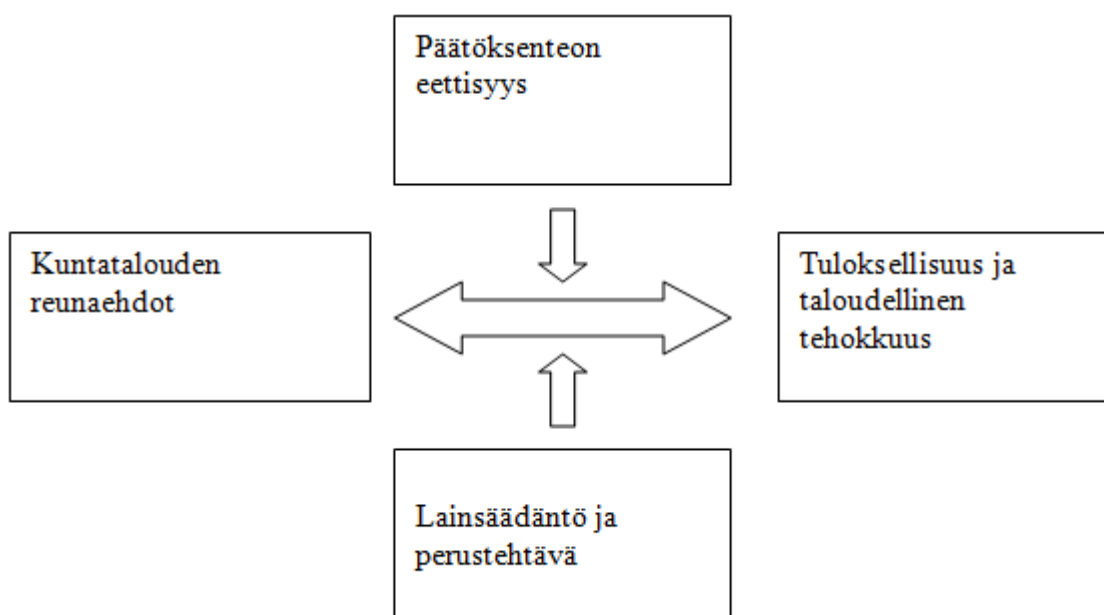 Päätöksenteon
eettisyys
Kuntatalouden
reunaehdot
Tuloksellisuus ja
taloudellinen
tehokkuus
Lainsäädäntö ja
perustehtävä